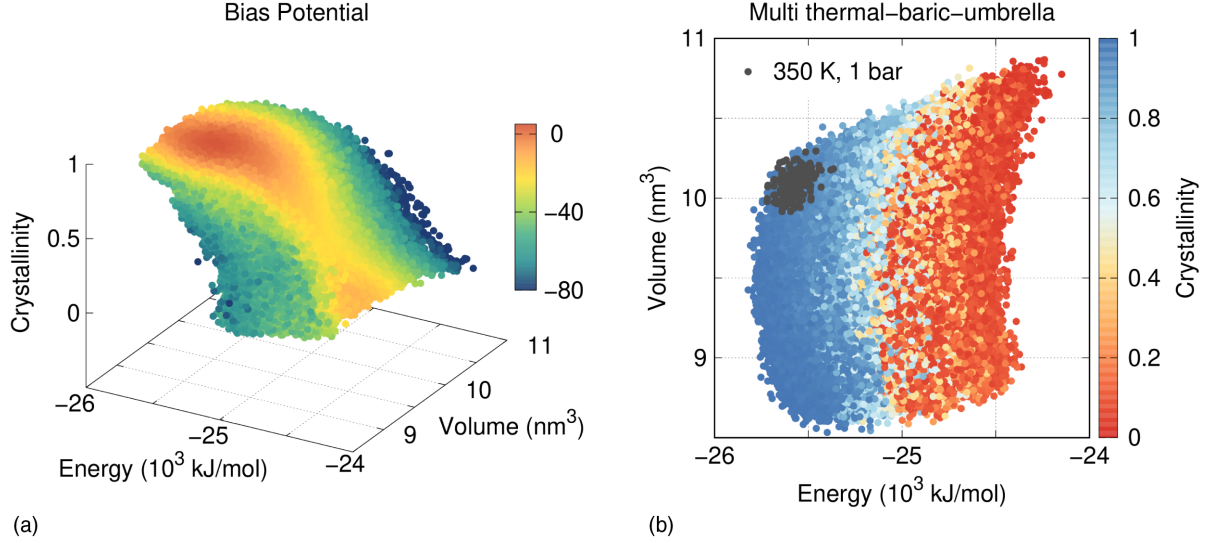 Bias Potential
1
0.5
0
Crystallinity
−26
−25
−24
Energy (10³ kJ/mol)
9
10
11
Volume (nm³)
0
−40
−80
(a)
Multi thermal−baric−umbrella
350 K, 1 bar
11
10
9
Volume (nm³)
−26
−25
−24
Energy (10³ kJ/mol)
1
0.8
0.6
0.4
0.2
0
Crystallinity
(b)